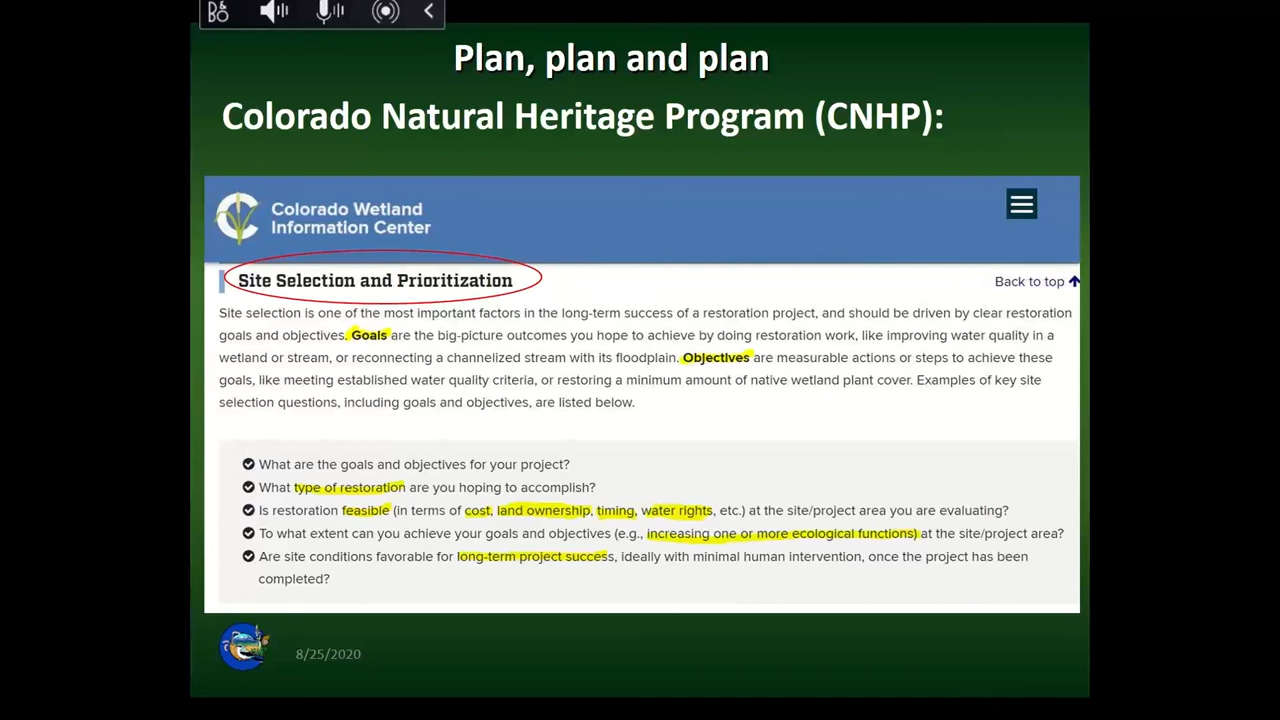 Plan, plan and plan
Colorado Natural Heritage Program (CNHP):
Colorado Wetland
Information Center
Site Selection and Prioritization
Back to top
Site selection is one of the most important factors in the long-term success of a restoration project, and should be driven by clear restoration
goals and objectives. Goals are the big-picture outcomes you hope to achieve by doing restoration work, like improving water quality in a
wetland or stream, or reconnecting a channelized stream with its floodplain. Objectives are measurable actions or steps to achieve these
goals, like meeting established water quality criteria, or restoring a minimum amount of native wetland plant cover. Examples of key site
selection questions, including goals and objectives, are listed below.
What are the goals and objectives for your project?
What type of restoration are you hoping to accomplish?
Is restoration feasible (in terms of cost, land ownership, timing, water rights, etc.) at the site/project area you are evaluating?
To what extent can you achieve your goals and objectives (e.g., increasing one or more ecological functions) at the site/project area?
Are site conditions favorable for long-term project success, ideally with minimal human intervention, once the project has been
completed?
8/25/2020